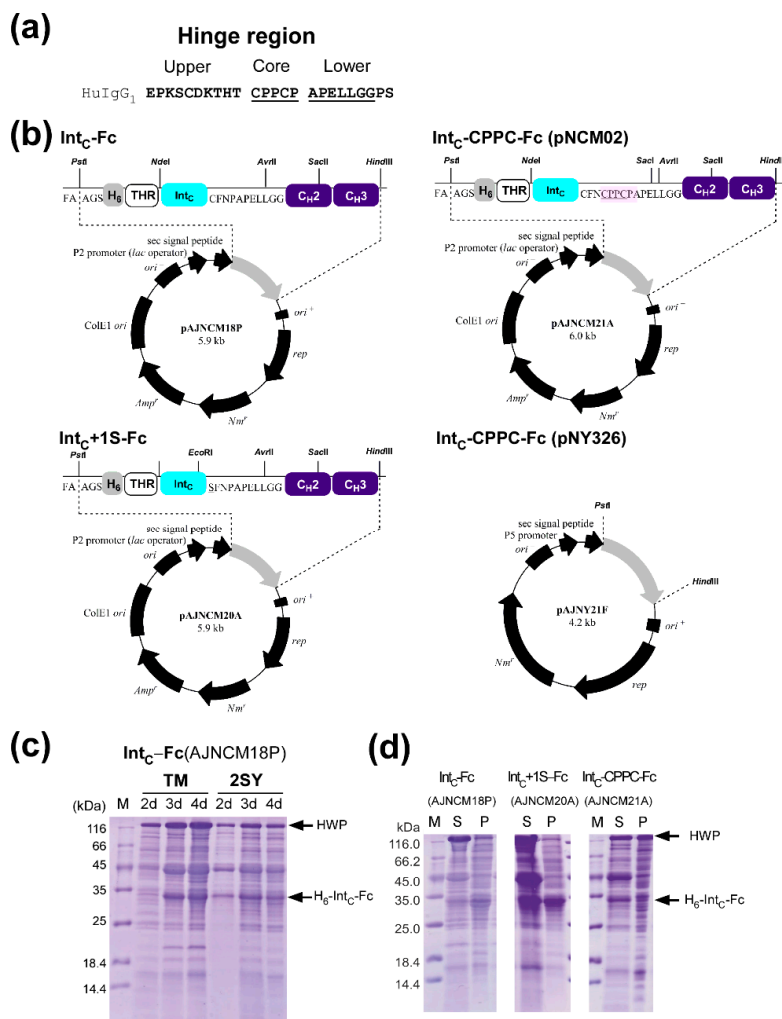 (a)
Hinge region
Upper Core Lower
HuIgG1 EPKSCDKTHT CPPCP APELLGGPS
(b)
IntC-Fc
PstI NdeI AvrII SacII HindIII
FA AGS H6 THR IntC CFNPAPELLGG CH2 CH3
sec signal peptide
P2 promoter (lac operator)
ori
ColE1 ori
pAJNCM18P
5.9 kb
ori +
rep
Nmr
Ampr
IntC-CPPC-Fc (pNCM02)
PstI NdeI SacI AvrII SacII HindIII
FA AGS H6 THR IntC CFNCPPCPAPELLGG CH2 CH3
sec signal peptide
P2 promoter (lac operator)
ori
ColE1 ori
pAJNCM21A
6.0 kb
ori −
rep
Nmr
Ampr
IntC+1S-Fc
PstI EcoRI AvrII SacII HindIII
FA AGS H6 THR IntC SFNPAPELLGG CH2 CH3
sec signal peptide
P2 promoter (lac operator)
ori
ColE1 ori
pAJNCM20A
5.9 kb
ori +
rep
Nmr
Ampr
IntC-CPPC-Fc (pNY326)
PstI
sec signal peptide
P5 promoter
ori
HindIII
pAJNY21F
4.2 kb
ori +
rep
Nmr
(c)
IntC–Fc(AJNCM18P)
TM 2SY
(kDa) M 2d 3d 4d 2d 3d 4d
116 HWP
66
45
35 H6-IntC-Fc
25
18.4
14.4
(d)
IntC-Fc IntC+1S-Fc IntC-CPPC-Fc
(AJNCM18P) (AJNCM20A) (AJNCM21A)
kDa M S P S P M S P
116.0 HWP
66.2
45.0
35.0 H6-IntC-Fc
25.0
18.4
14.4